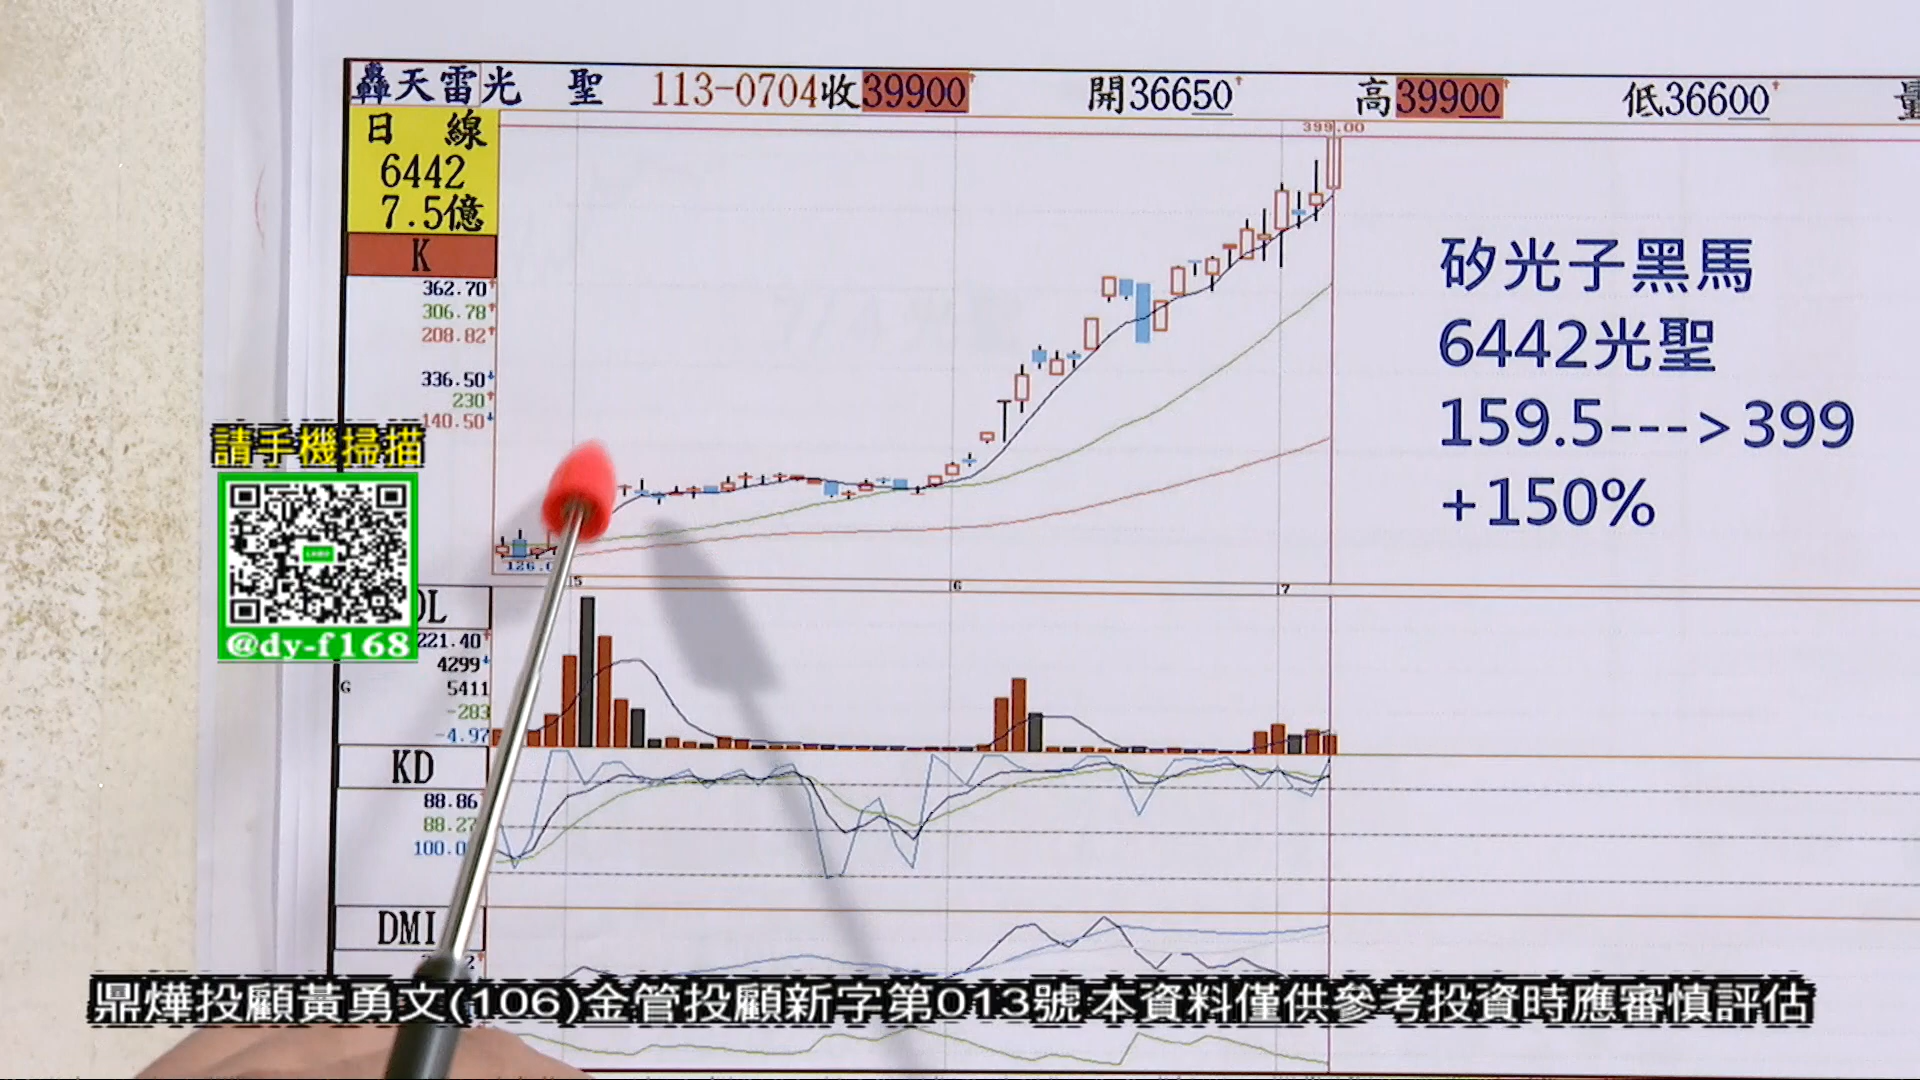 轟天雷光 聖 113-0704收39900↑ 開36650↑ 高39900↑ 低36600↑
日 線
6442
7.5億
K
362.70↑
306.78↑
208.82↑
336.50↓
230↑
140.50↓
399.00
126.0
5 6 7
矽光子黑馬
6442光聖
159.5--->399
+150%
請手機掃描
@dy-f168
OL
221.40↑
4299↓
G 5411
-283
-4.97
KD
88.86
88.27
100.0
DMI
鼎燁投顧黃勇文(106)金管投顧新字第013號 本資料僅供參考投資時應審慎評估